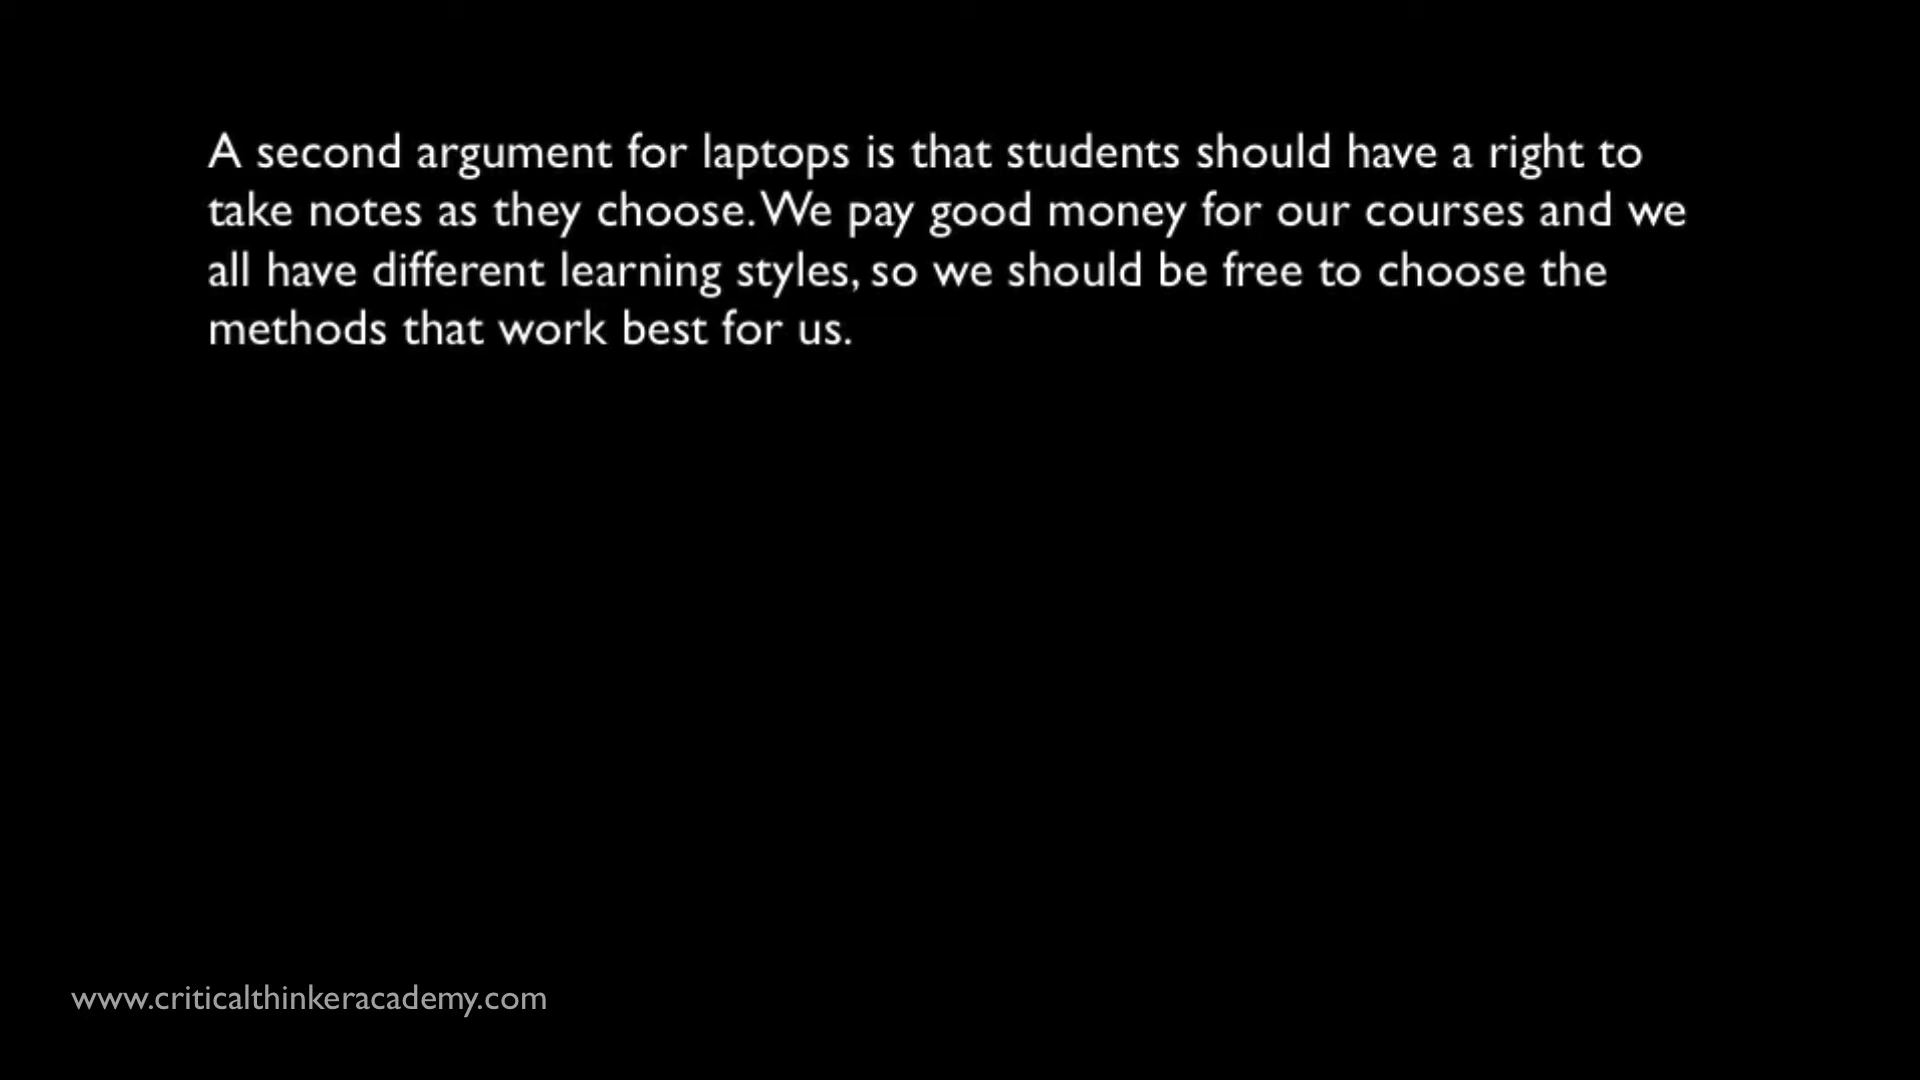 A second argument for laptops is that students should have a right to
take notes as they choose. We pay good money for our courses and we
all have different learning styles, so we should be free to choose the
methods that work best for us.
www.criticalthinkeracademy.com